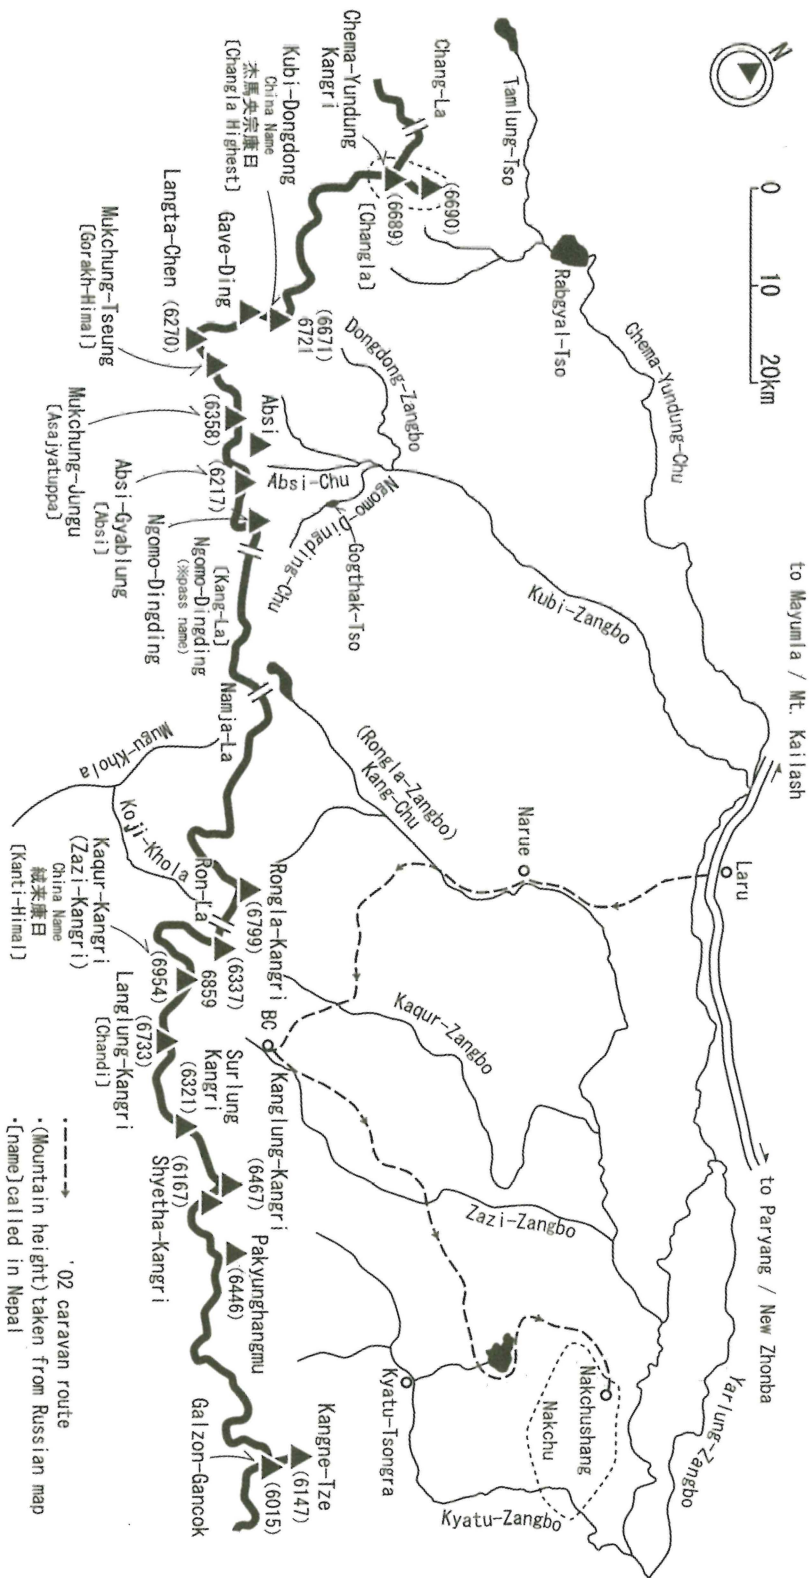 N
0 10 20km
to Mayumla / Mt. Kailash
Laru
to Paryang / New Zhonba
Tamlung-Tso
Rabgyal-Tso
Chema-Yundung-Chu
Kubi-Zangbo
Narue
Yarlung-Zangbo
Chang-La
Chema-Yundung
Kangri
(6690)
(6689)
[Changla]
Kubi-Dongdong
China Name
杰馬央宗康日
[Changla Highest]
(6671)
6721
Dongdong-Zangbo
Gave-Ding
Langta-Chen (6270)
Mukchung-Tseung
[Gorakh-Himal]
(6358)
Mukchung-Jungu
[Asajyatuppa]
Absi
Absi-Chu
(6217)
Absi-Gyablung
[Absi]
Ngomo-Dingding
Ngomo-Dingding-Chu
Gogthak-Tso
[Kang-La]
Ngomo-Dingding
(※pass name)
Namja-La
(Rongla-Zangbo)
Kang-Chu
Mugu-Khola
Koji-Khola
Ron-La
Rongla-Kangri
(6799)
(6337)
6859
(6954)
Kaqur-Kangri
(Zazi-Kangri)
China Name
絨来康日
[Kanti-Himal]
Kaqur-Zangbo
BC
Langlung-Kangri
[Chandi]
(6733)
Surlung
Kangri
(6321)
Kanglung-Kangri
(6467)
Shyetha-Kangri
(6167)
Zazi-Zangbo
Pakyunghangmu
(6446)
Nakchushang
Nakchu
Kyatu-Tsongra
Kyatu-Zangbo
Kangne-Tze
(6147)
(6015)
Galzon-Gancok
・----→ '02 caravan route
・(Mountain height)taken from Russian map
・[name]called in Nepal